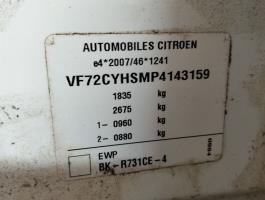 AUTOMOBILES CITROEN
e4*2007/46*1241
VF72CYHSMP4143159
1835 kg
2675 kg
1- 0960 kg
2- 0880 kg
EWP
BK- R731CE-4